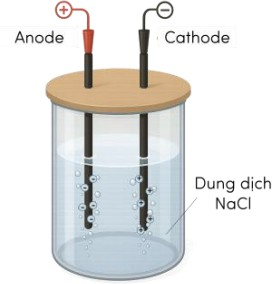 + −
Anode Cathode
Dung dịch
NaCl